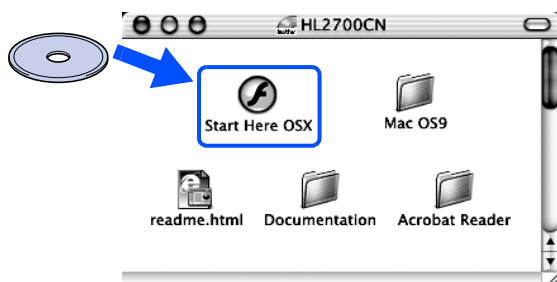 HL2700CN
Start Here OSX
Mac OS9
readme.html
Documentation
Acrobat Reader